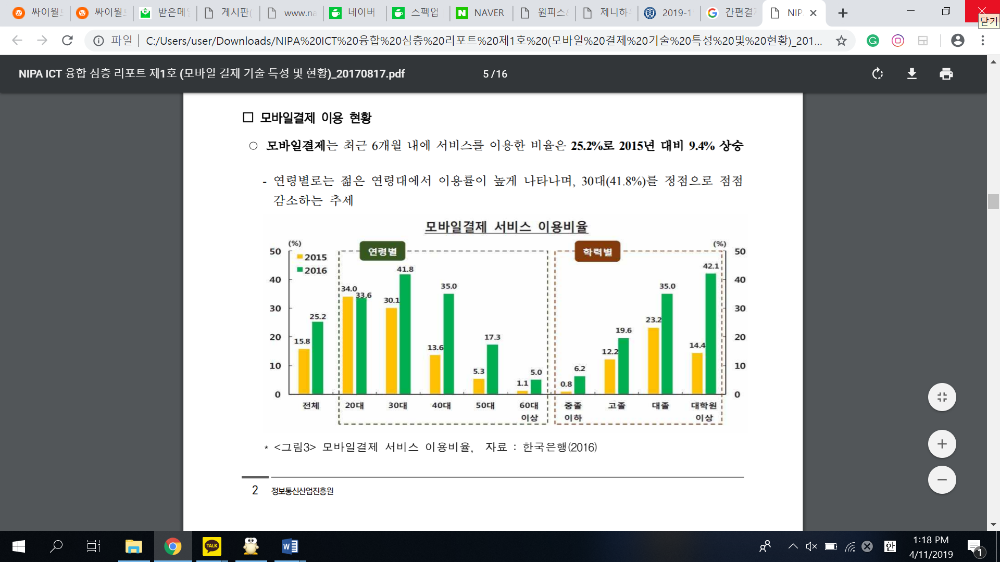 싸이월드
싸이월드
받은메일
게시판(
www.na
네이버
스펙업
NAVER
원피스&
제니하우
2019-1
간편결제
NIP
닫기
파일
C:/Users/user/Downloads/NIPA%20ICT%20융합%20심층%20리포트%20제1호%20(모바일%20결제%20기술%20특성%20및%20현황)_201...
NIPA ICT 융합 심층 리포트 제1호 (모바일 결제 기술 특성 및 현황)_20170817.pdf
5 / 16
□ 모바일결제 이용 현황
○ 모바일결제는 최근 6개월 내에 서비스를 이용한 비율은 25.2%로 2015년 대비 9.4% 상승
- 연령별로는 젊은 연령대에서 이용률이 높게 나타나며, 30대(41.8%)를 정점으로 점점
감소하는 추세
모바일결제 서비스 이용비율
(%) (%)
연령별 학력별
50 50
2015
2016
41.8 42.1
40 40
34.0 33.6 30.1 35.0 35.0
30 30
25.2 23.2
20 20
15.8 13.6 17.3 12.2 19.6 14.4
10 10
5.3 1.1 5.0 0.8 6.2
0 0
전체 20대 30대 40대 50대 60대 중졸 고졸 대졸 대학원
이상 이하 이상
* <그림3> 모바일결제 서비스 이용비율, 자료 : 한국은행(2016)
2 정보통신산업진흥원
TALK
한
1:18 PM
4/11/2019
1